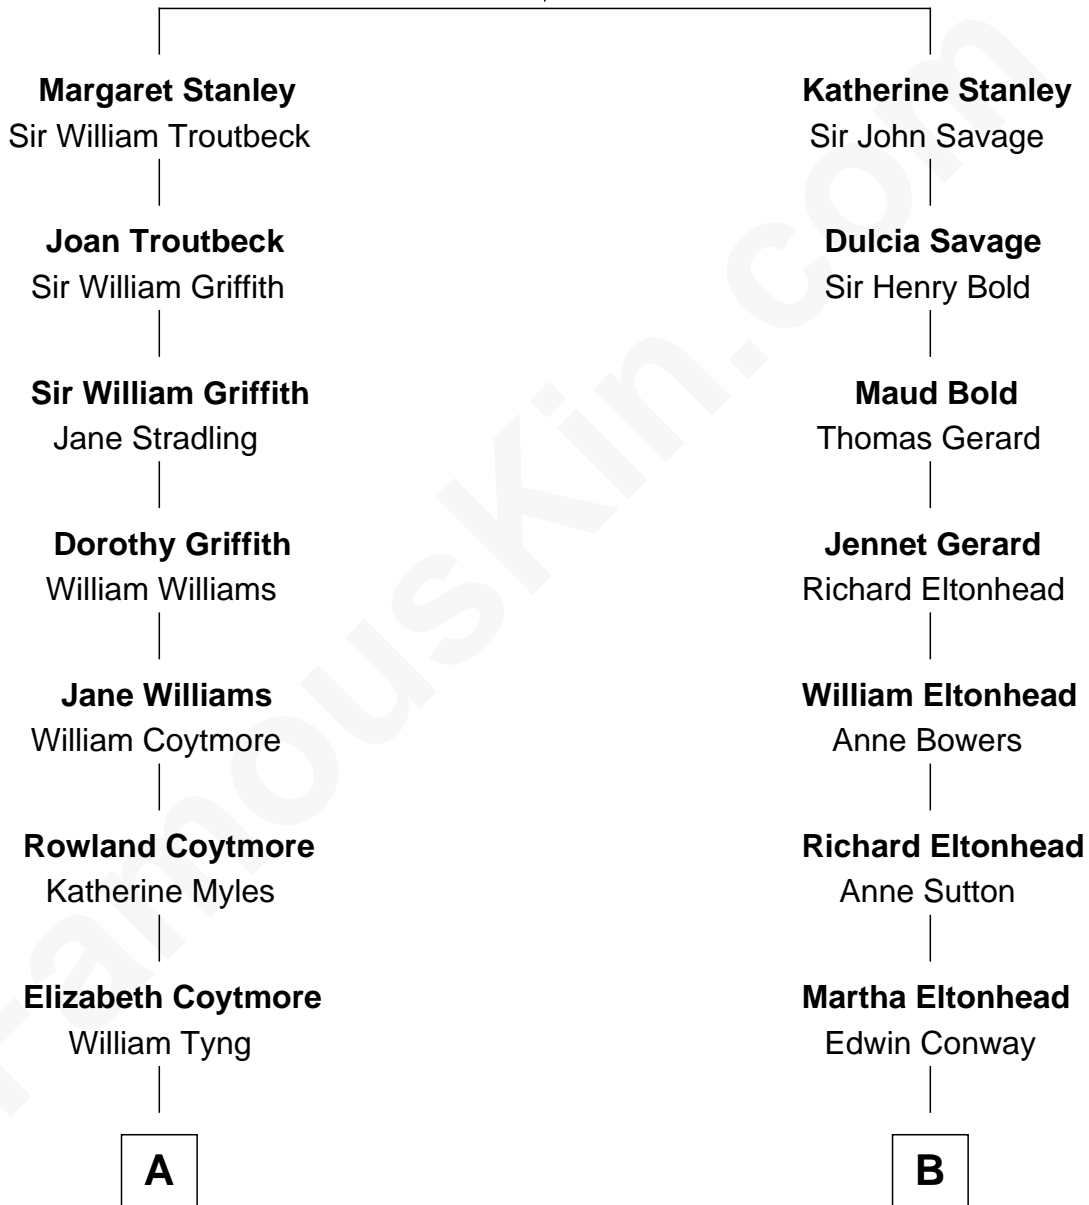 Margaret Stanley
Sir William Troutbeck
Joan Troutbeck
Sir William Griffith
Sir William Griffith
Jane Stradling
Dorothy Griffith
William Williams
Jane Williams
William Coytmore
Rowland Coytmore
Katherine Myles
Elizabeth Coytmore
William Tyng
A
Katherine Stanley
Sir John Savage
Dulcia Savage
Sir Henry Bold
Maud Bold
Thomas Gerard
Jennet Gerard
Richard Eltonhead
William Eltonhead
Anne Bowers
Richard Eltonhead
Anne Sutton
Martha Eltonhead
Edwin Conway
B
FamousKin.com